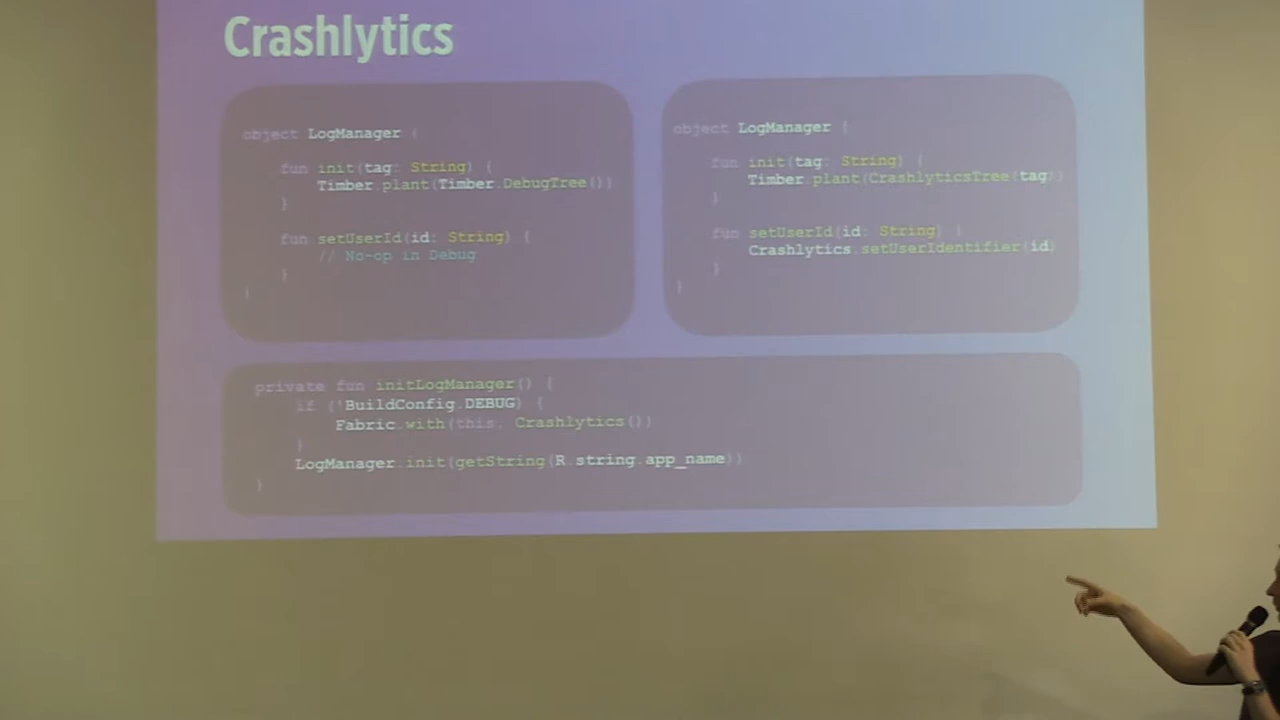 Crashlytics
object LogManager {
fun init(tag: String) {
Timber.plant(Timber.DebugTree())
}
fun setUserId(id: String) {
// No-op in Debug
}
}
object LogManager {
fun init(tag: String) {
Timber.plant(CrashlyticsTree(tag))
}
fun setUserId(id: String) {
Crashlytics.setUserIdentifier(id)
}
}
private fun initLogManager() {
if (!BuildConfig.DEBUG) {
Fabric.with(this, Crashlytics())
}
LogManager.init(getString(R.string.app_name))
}